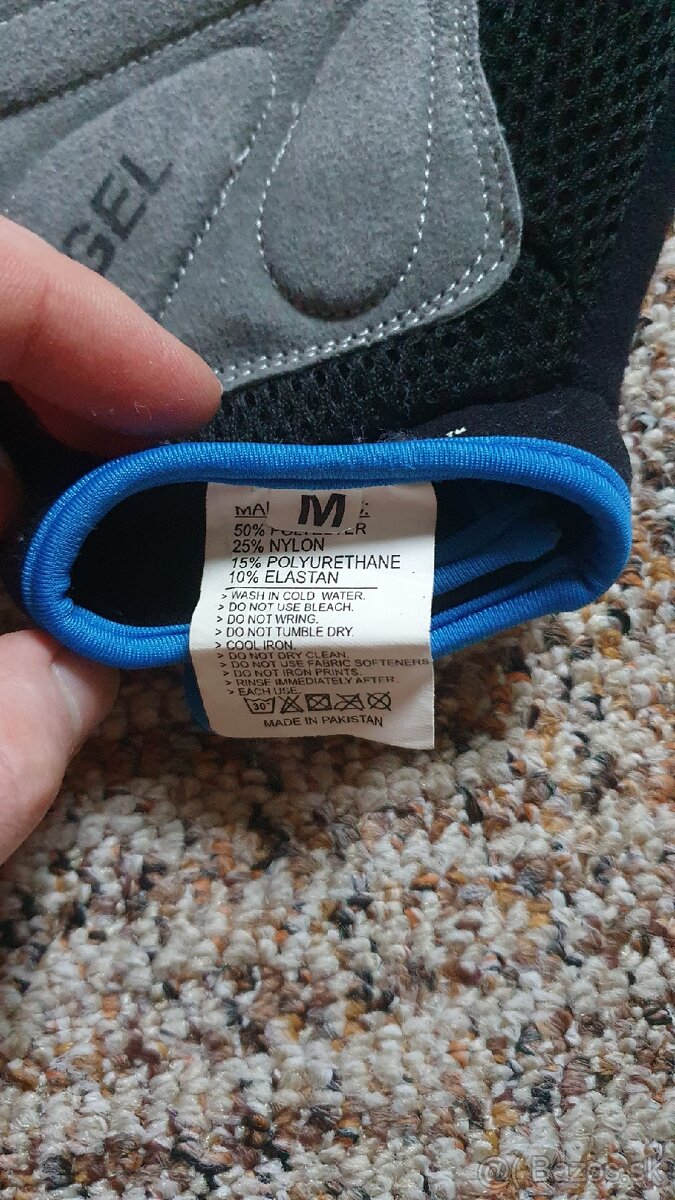 GEL
M
50%
25% NYLON
15% POLYURETHANE
10% ELASTAN
> WASH IN COLD WATER.
> DO NOT USE BLEACH.
> DO NOT WRING.
> DO NOT TUMBLE DRY.
> COOL IRON.
> DO NOT DRY CLEAN.
> DO NOT USE FABRIC SOFTENERS
> DO NOT IRON PRINTS.
> RINSE IMMEDIATELY AFTER.
> EACH USE.
30°
MADE IN PAKISTAN
Bazos.sk